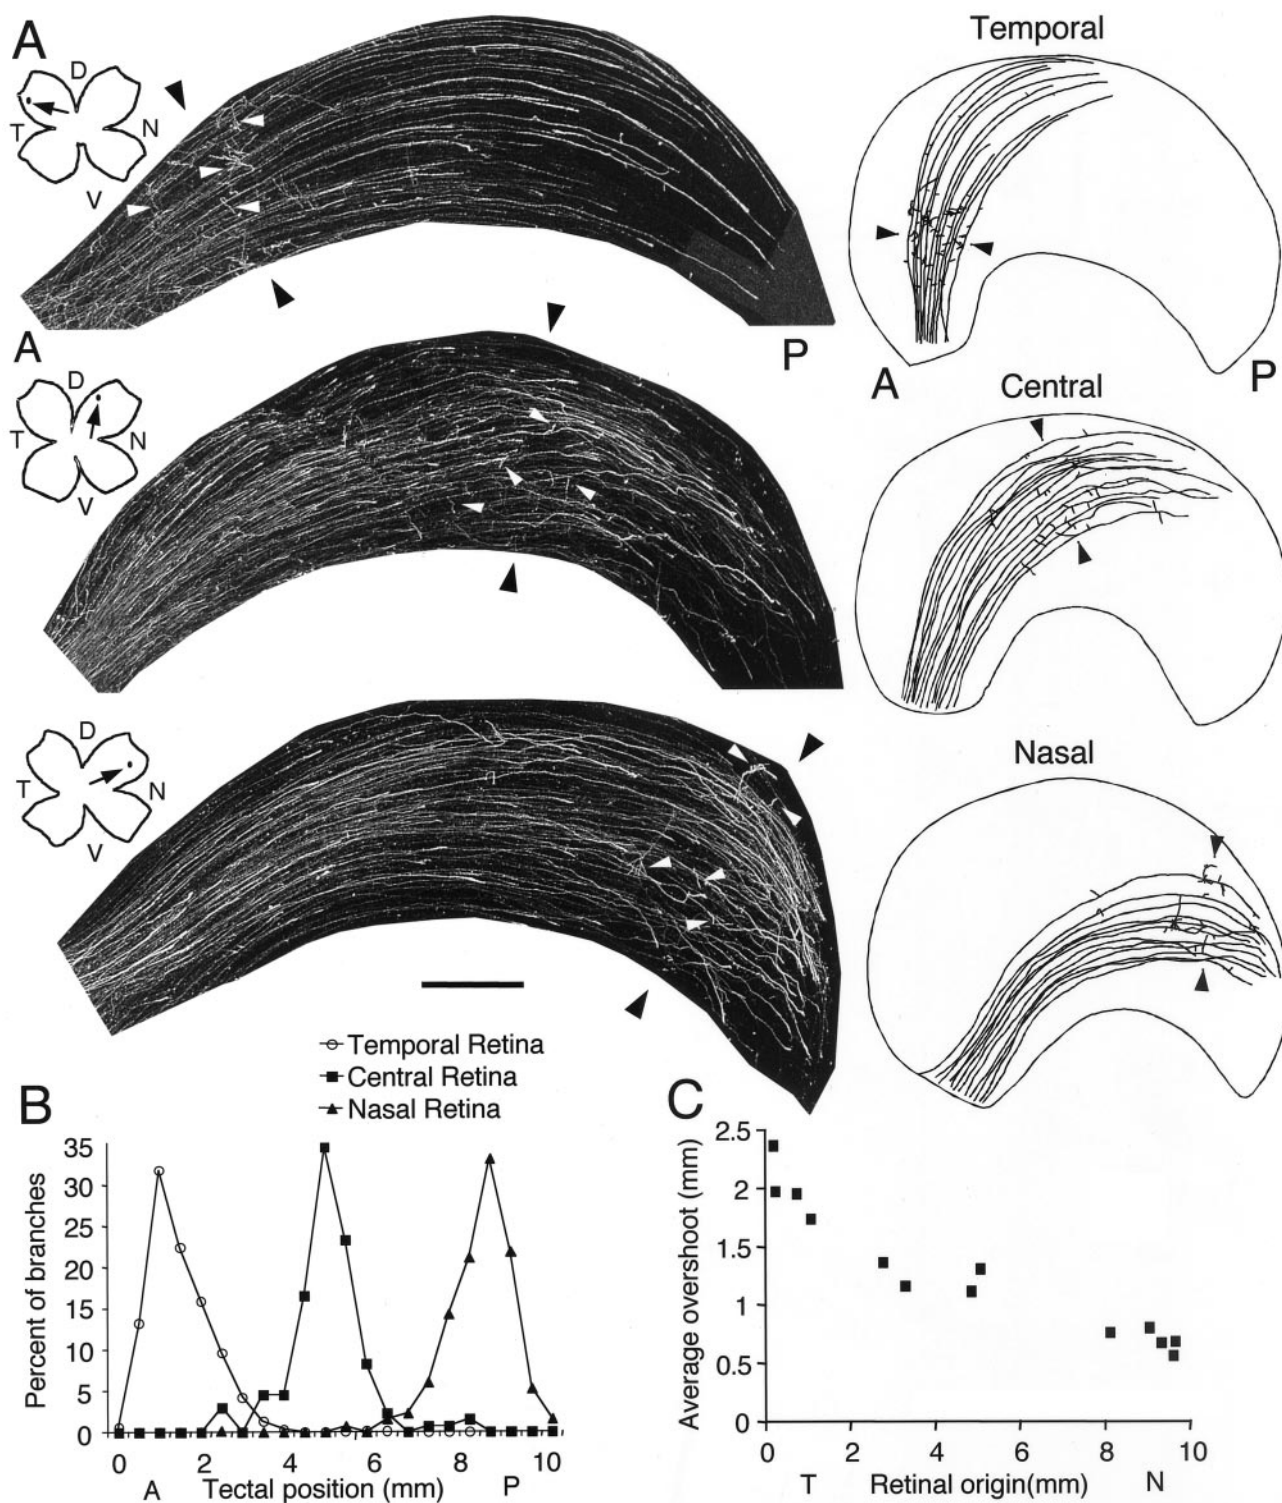 A
D
T N
V
Temporal
P
A
D
T N
V
A Central P
D
T N
V
Nasal
Temporal Retina
Central Retina
Nasal Retina
B
Percent of branches
35
30
25
20
15
10
5
0
0 2 4 6 8 10
A Tectal position (mm) P
C
Average overshoot (mm)
2.5
2
1.5
1
0.5
0
0 2 4 6 8 10
T Retinal origin(mm) N